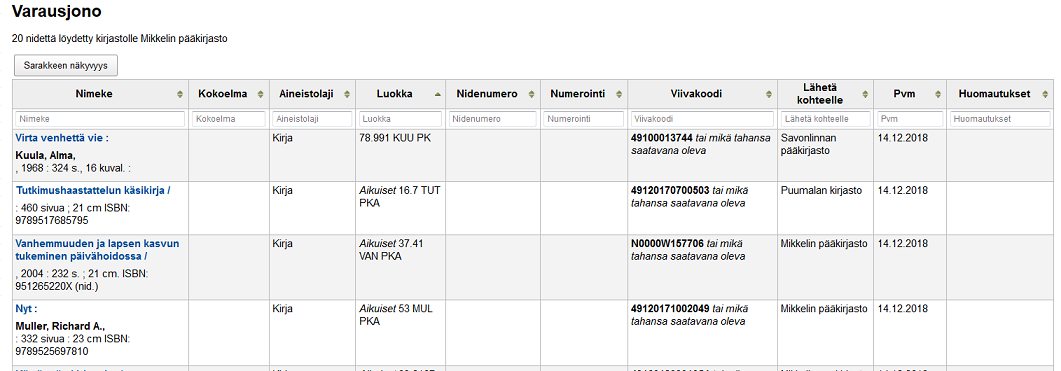 Varausjono
20 nidettä löydetty kirjastolle Mikkelin pääkirjasto
Sarakkeen näkyvyys
Nimeke Kokoelma Aineistolaji Luokka Nidenumero Numerointi Viivakoodi Lähetä kohteelle Pvm Huomautukset
Nimeke Kokoelma Aineistolaji Luokka Nidenumero Numerointi Viivakoodi Lähetä kohteelle Pvm Huomautukset
Virta venhettä vie :
Kuula, Alma,
, 1968 : 324 s., 16 kuval. :
Kirja
78.991 KUU PK
49100013744 tai mikä tahansa
saatavana oleva
Savonlinnan
pääkirjasto
14.12.2018
Tutkimushaastattelun käsikirja /
: 460 sivua ; 21 cm ISBN:
9789517685795
Kirja
Aikuiset 16.7 TUT
PKA
49120170700503 tai mikä
tahansa saatavana oleva
Puumalan kirjasto
14.12.2018
Vanhemmuuden ja lapsen kasvun
tukeminen päivähoidossa /
, 2004 : 232 s. ; 21 cm. ISBN:
951265220X (nid.)
Kirja
Aikuiset 37.41
VAN PKA
N0000W157706 tai mikä
tahansa saatavana oleva
Mikkelin pääkirjasto
14.12.2018
Nyt :
Muller, Richard A.,
: 332 sivua : 23 cm ISBN:
9789525697810
Kirja
Aikuiset 53 MUL
PKA
49120171002049 tai mikä
tahansa saatavana oleva
Mikkelin pääkirjasto
14.12.2018